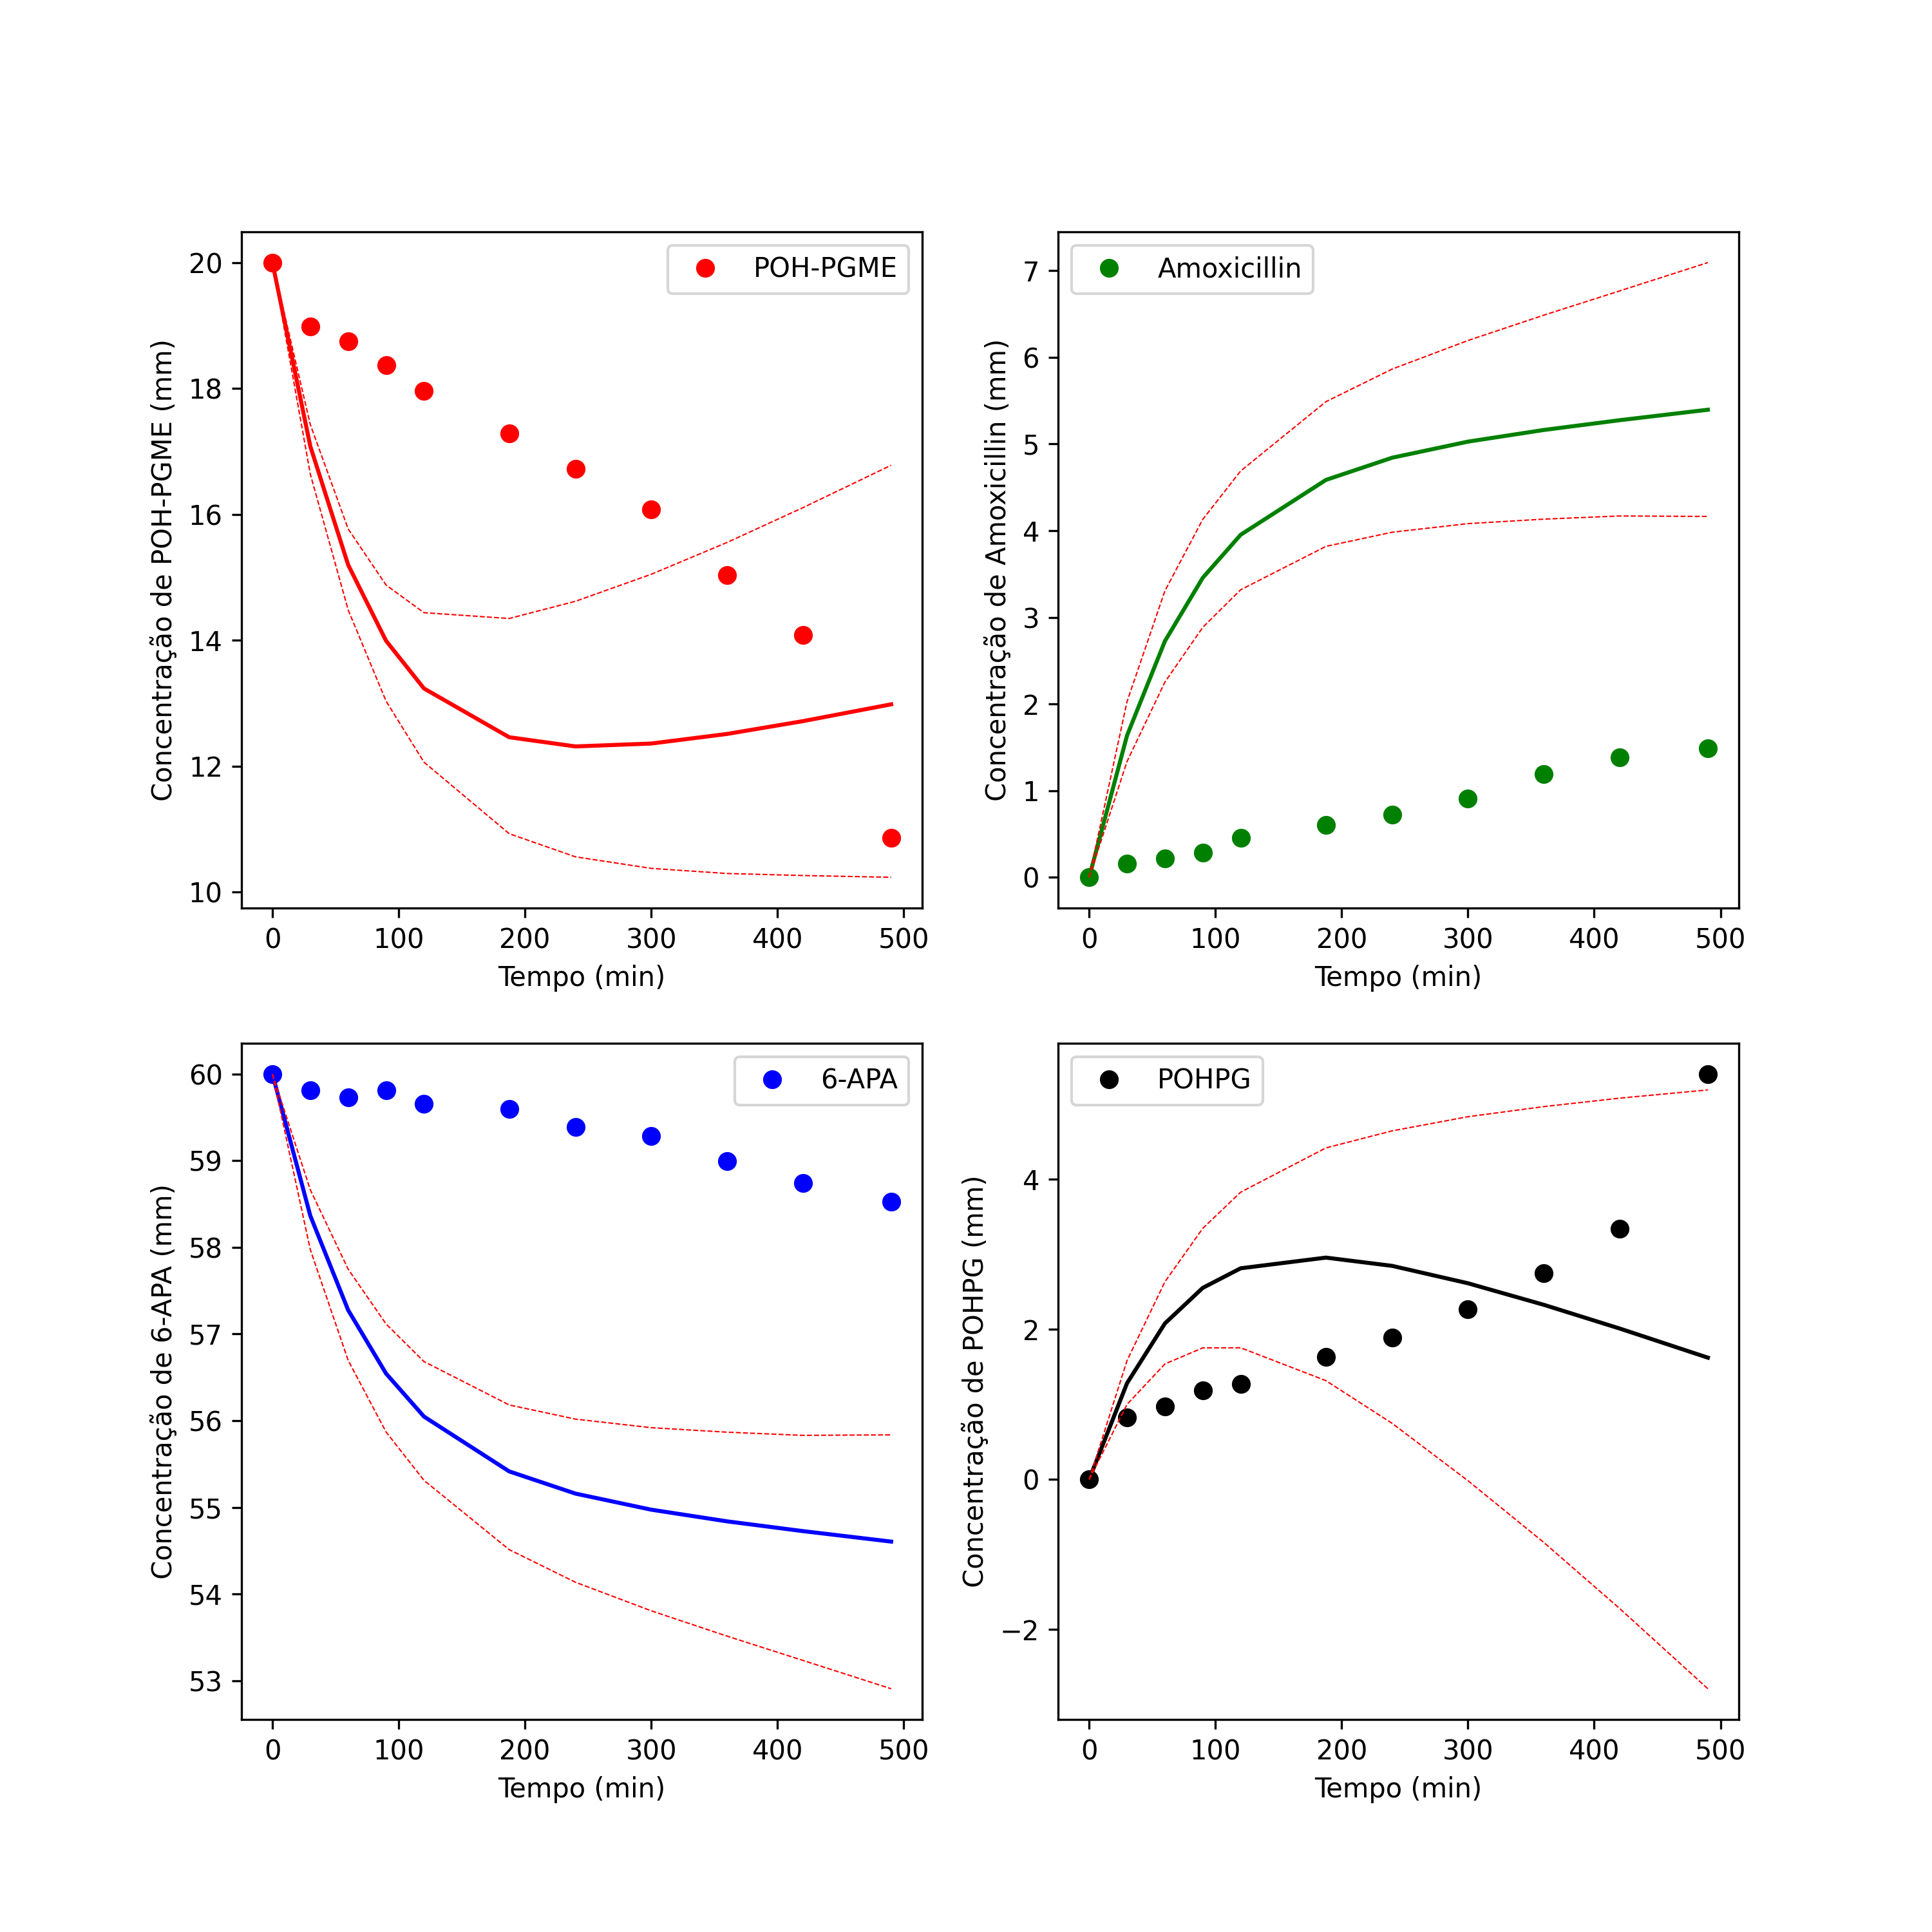 POH-PGME
Concentração de POH-PGME (mm)
20
18
16
14
12
10
0 100 200 300 400 500
Tempo (min)
Amoxicillin
Concentração de Amoxicillin (mm)
7
6
5
4
3
2
1
0
0 100 200 300 400 500
Tempo (min)
6-APA
Concentração de 6-APA (mm)
60
59
58
57
56
55
54
53
0 100 200 300 400 500
Tempo (min)
POHPG
Concentração de POHPG (mm)
4
2
0
−2
0 100 200 300 400 500
Tempo (min)